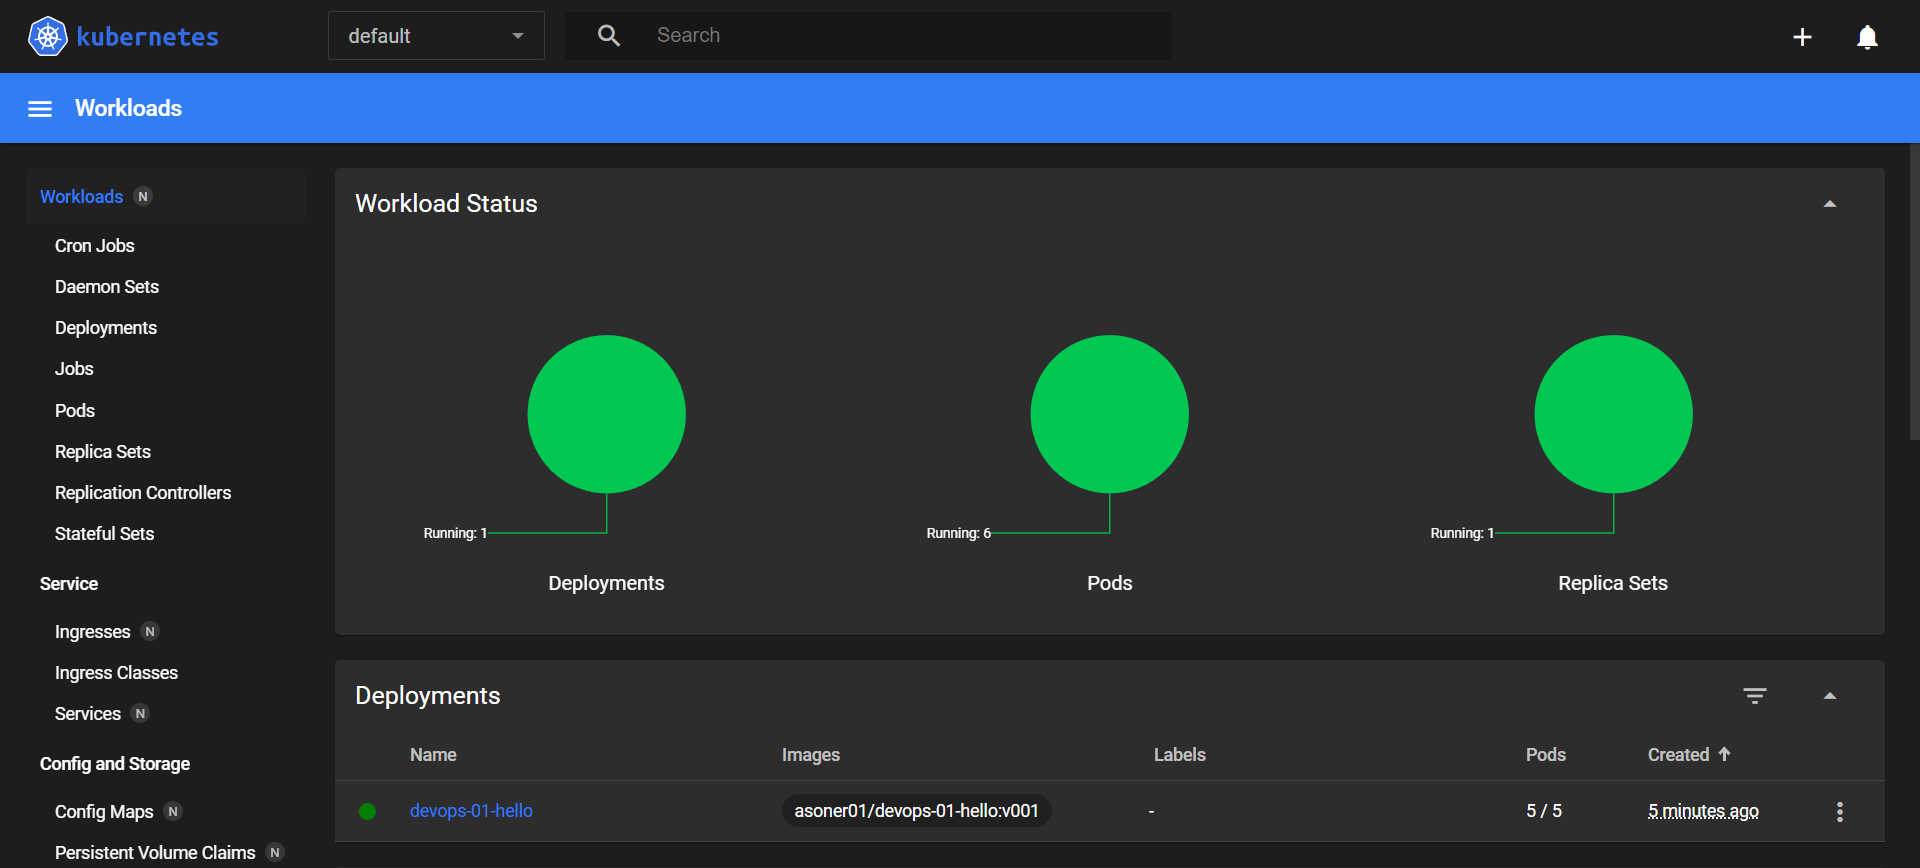 kubernetes
default
Search
Workloads
Workloads N
Cron Jobs
Daemon Sets
Deployments
Jobs
Pods
Replica Sets
Replication Controllers
Stateful Sets
Service
Ingresses N
Ingress Classes
Services N
Config and Storage
Config Maps N
Persistent Volume Claims N
Workload Status
Running: 1
Deployments
Running: 6
Pods
Running: 1
Replica Sets
Deployments
Name Images Labels Pods Created
devops-01-hello asoner01/devops-01-hello:v001 - 5 / 5 5 minutes ago